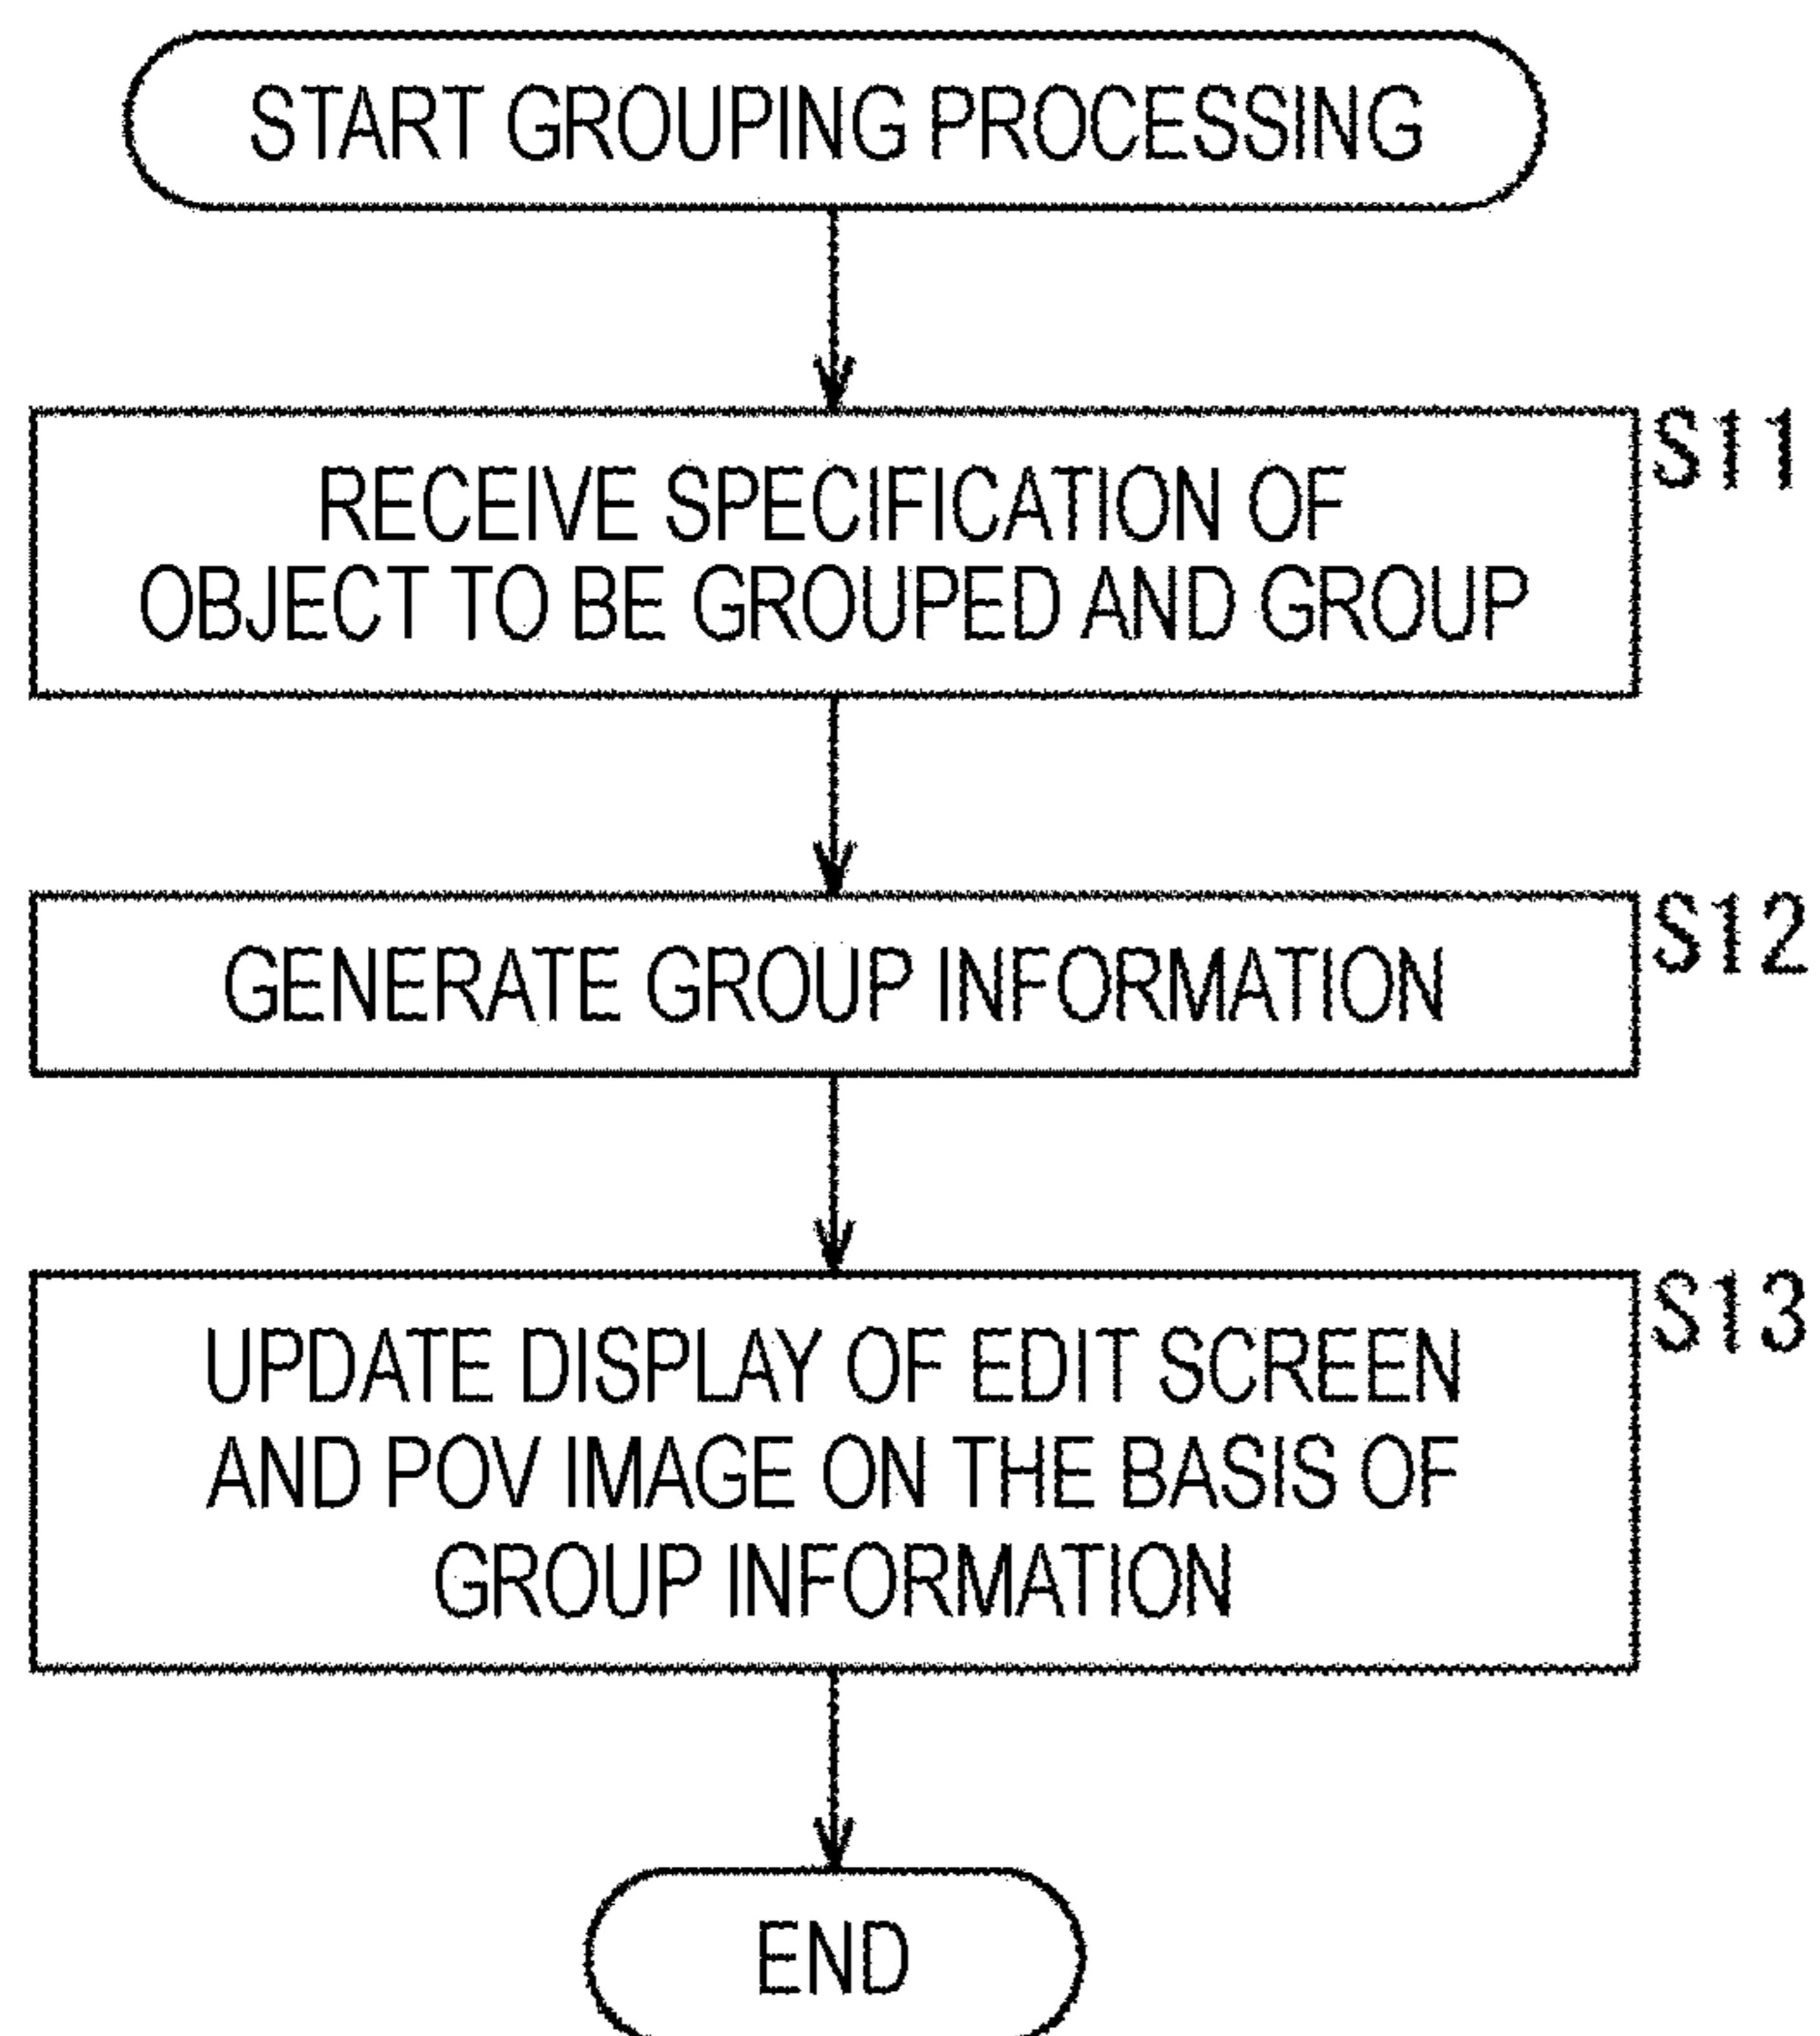 START GROUPING PROCESSING
S11
RECEIVE SPECIFICATION OF
OBJECT TO BE GROUPED AND GROUP
S12
GENERATE GROUP INFORMATION
S13
UPDATE DISPLAY OF EDIT SCREEN
AND POV IMAGE ON THE BASIS OF
GROUP INFORMATION
END